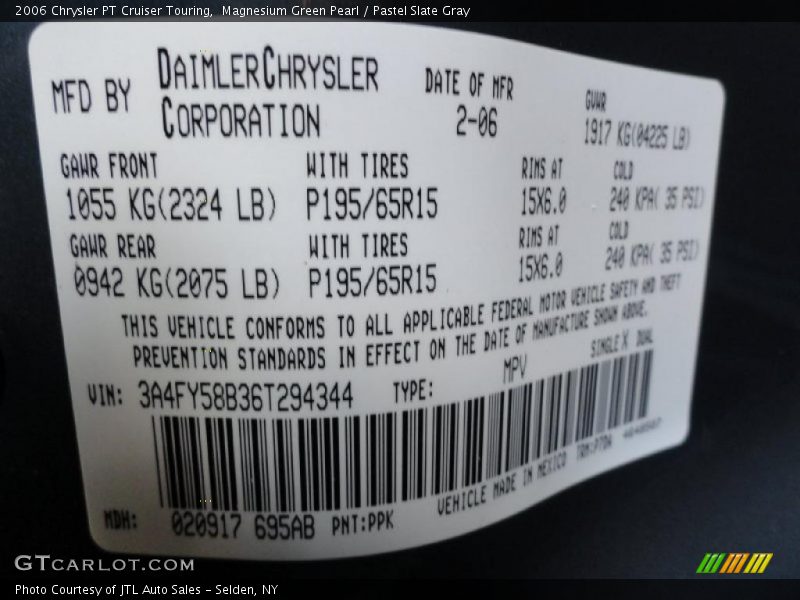 2006 Chrysler PT Cruiser Touring,  Magnesium Green Pearl / Pastel Slate Gray
MFD BY DAIMLERCHRYSLER CORPORATION DATE OF MFR 2-06 GVWR 1917 KG(04225 LB)
GAWR FRONT WITH TIRES RIMS AT COLD
1055 KG(2324 LB) P195/65R15 15X6.0 240 KPA( 35 PSI)
GAWR REAR WITH TIRES RIMS AT COLD
0942 KG(2075 LB) P195/65R15 15X6.0 240 KPA( 35 PSI)
THIS VEHICLE CONFORMS TO ALL APPLICABLE FEDERAL MOTOR VEHICLE SAFETY AND THEFT
PREVENTION STANDARDS IN EFFECT ON THE DATE OF MANUFACTURE SHOWN ABOVE.
VIN: 3A4FY58B36T294344 TYPE: MPV SINGLE X DUAL
MDH: 020917 695AB PNT:PPK VEHICLE MADE IN MEXICO
GTCARLOT.COM
Photo Courtesy of JTL Auto Sales - Selden, NY